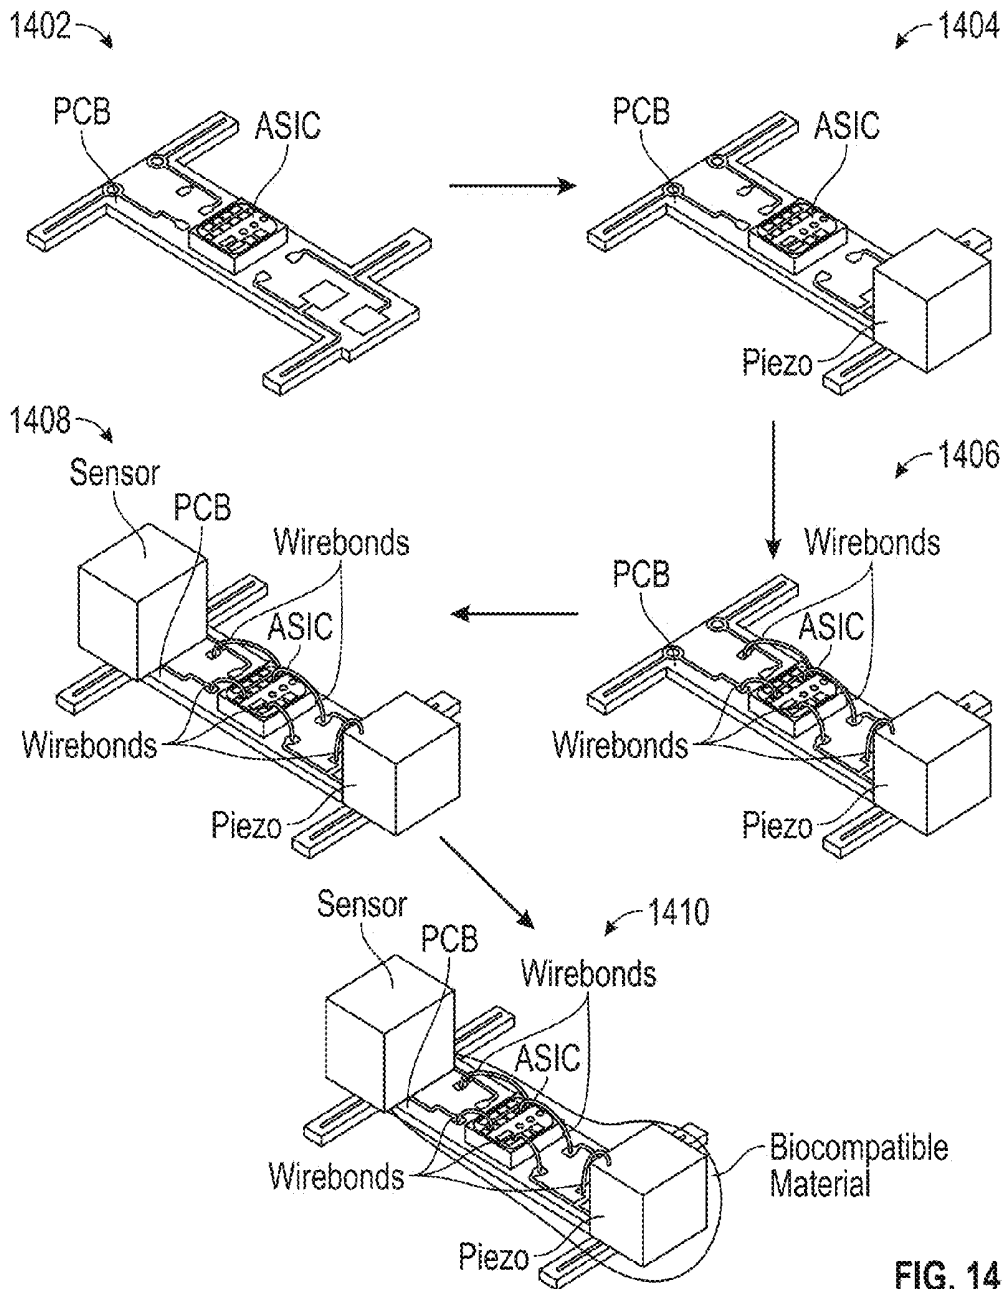 1402
PCB
ASIC
1404
PCB
ASIC
Piezo
1408
Sensor
PCB
Wirebonds
ASIC
Wirebonds
Piezo
1406
Wirebonds
PCB
ASIC
Wirebonds
Piezo
1410
Sensor
PCB
Wirebonds
ASIC
Wirebonds
Piezo
Biocompatible
Material
FIG. 14